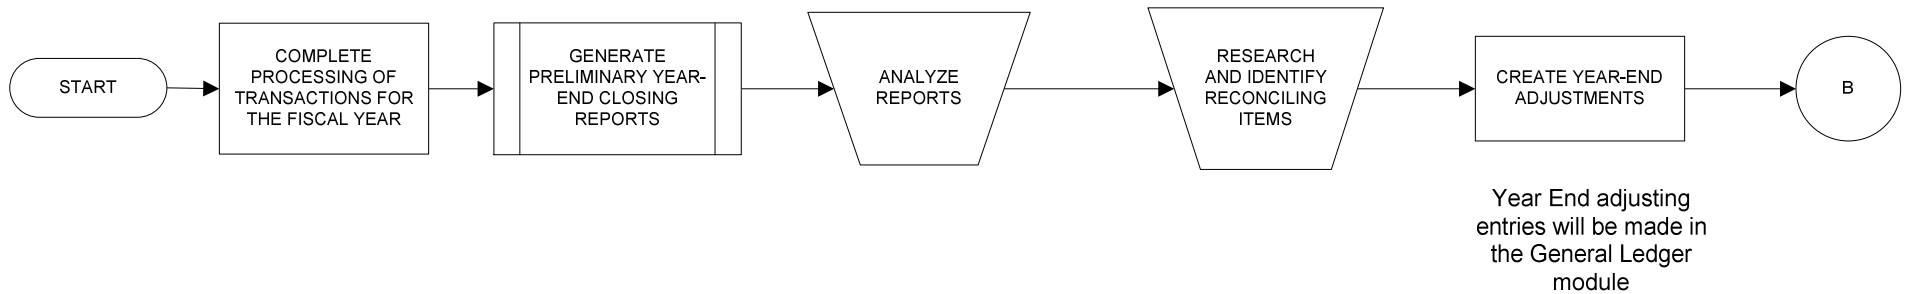 START
COMPLETE
PROCESSING OF
TRANSACTIONS FOR
THE FISCAL YEAR
GENERATE
PRELIMINARY YEAR-
END CLOSING
REPORTS
ANALYZE
REPORTS
RESEARCH
AND IDENTIFY
RECONCILING
ITEMS
CREATE YEAR-END
ADJUSTMENTS
B
Year End adjusting
entries will be made in
the General Ledger
module